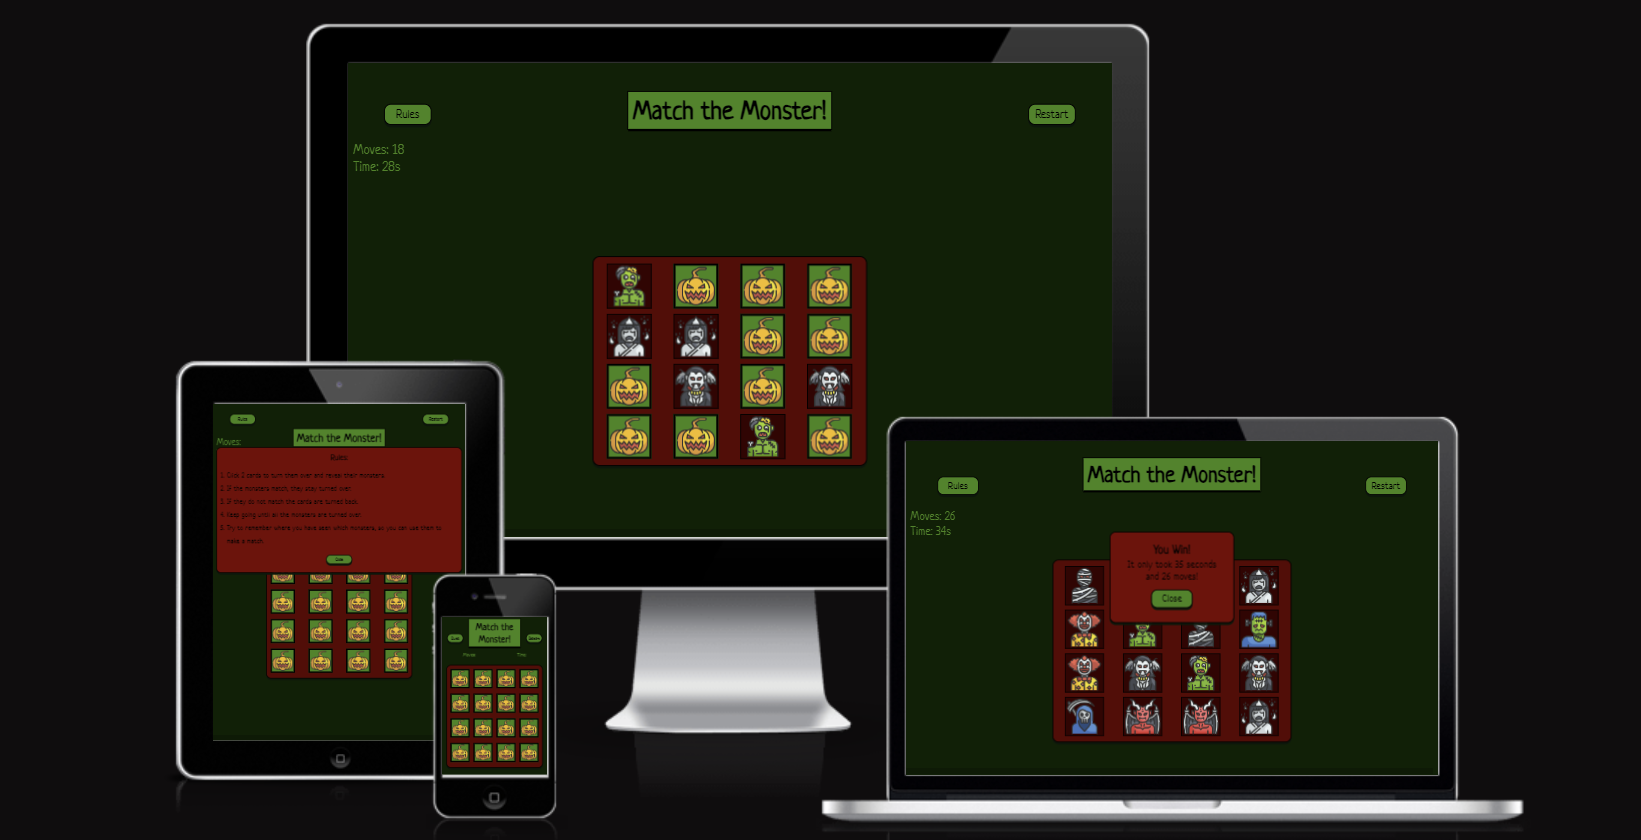 Match the Monster!
Rules
Restart
Moves: 18
Time: 28s
Rules
Restart
Match the Monster!
Moves:
Rules:
1. Click 2 cards to turn them over and reveal their monsters.
2. If the monsters match, they stay turned over.
3. If they do not match the cards are turned back.
4. Keep going until all the monsters are turned over.
5. Try to remember where you have seen which monsters, so you can use them to
make a match.
Close
Match the
Monster!
Moves
Time
Match the Monster!
Rules
Restart
Moves: 26
Time: 34s
You Win!
It only took 35 seconds
and 26 moves!
Close